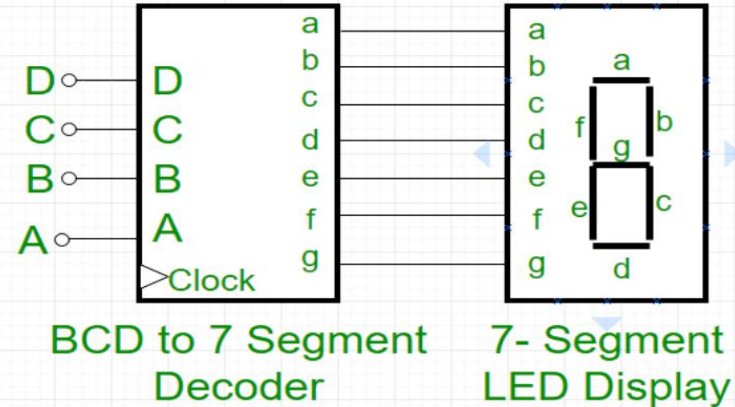 a
a
b
b
a
D
D
c
c
f
b
C
C
d
d
g
B
B
e
e
e
c
A
A
f
f
g
g
d
Clock
BCD to 7 Segment
Decoder
7- Segment
LED Display